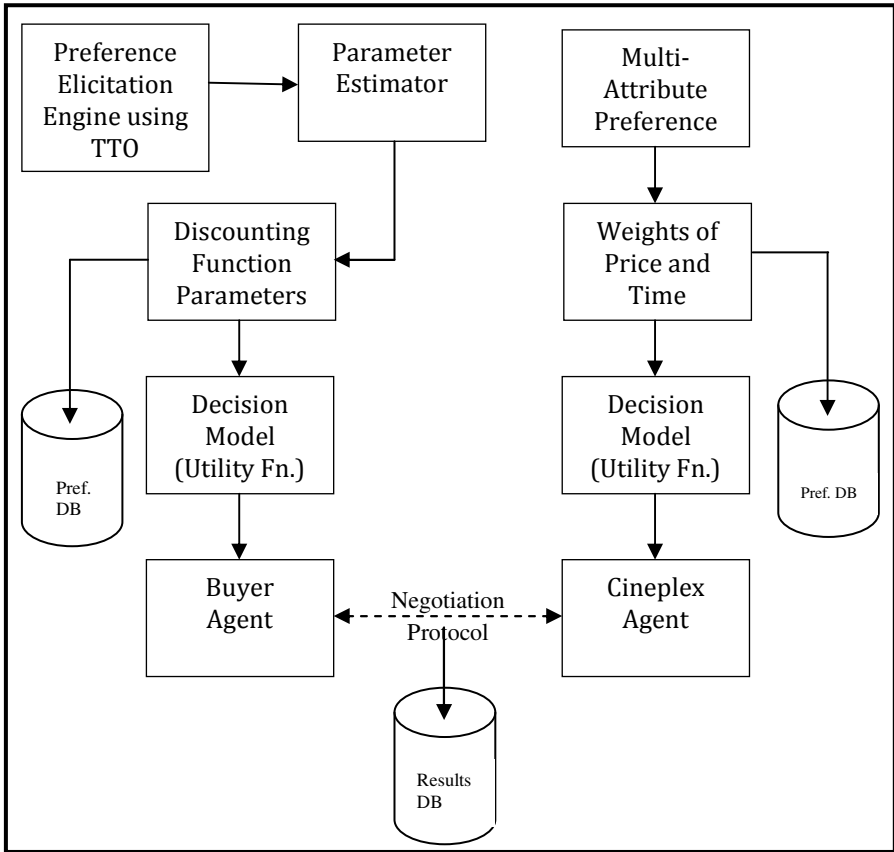 Preference
Elicitation
Engine using
TTO
Parameter
Estimator
Multi-
Attribute
Preference
Discounting
Function
Parameters
Weights of
Price and
Time
Pref.
DB
Decision
Model
(Utility Fn.)
Decision
Model
(Utility Fn.)
Pref. DB
Buyer
Agent
Negotiation
Protocol
Cineplex
Agent
Results
DB